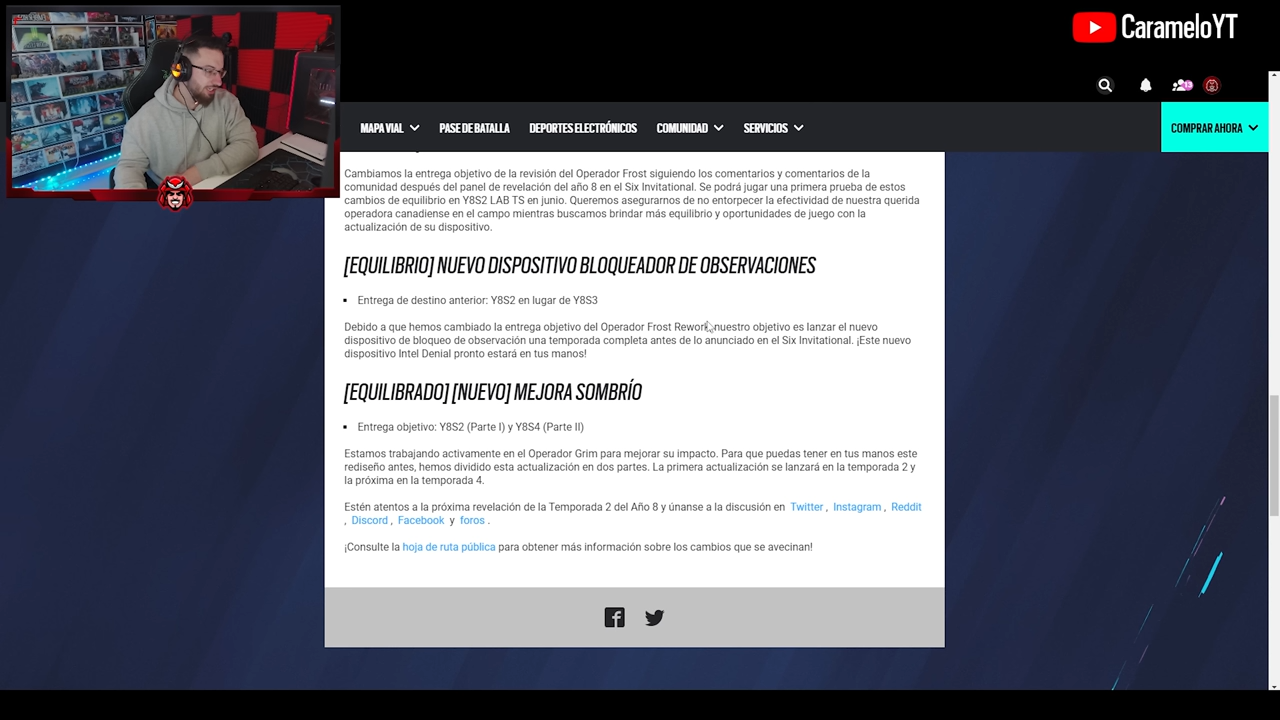 CarameloYT
MAPA VIAL
PASE DE BATALLA
DEPORTES ELECTRÓNICOS
COMUNIDAD
SERVICIOS
COMPRAR AHORA
Cambiamos la entrega objetivo de la revisión del Operador Frost siguiendo los comentarios y comentarios de la
comunidad después del panel de revelación del año 8 en el Six Invitational. Se podrá jugar una primera prueba de estos
cambios de equilibrio en Y8S2 LAB TS en junio. Queremos asegurarnos de no entorpecer la efectividad de nuestra querida
operadora canadiense en el campo mientras buscamos brindar más equilibrio y oportunidades de juego con la
actualización de su dispositivo.
[EQUILIBRIO] NUEVO DISPOSITIVO BLOQUEADOR DE OBSERVACIONES
▪ Entrega de destino anterior: Y8S2 en lugar de Y8S3
Debido a que hemos cambiado la entrega objetivo del Operador Frost Rework, nuestro objetivo es lanzar el nuevo
dispositivo de bloqueo de observación una temporada completa antes de lo anunciado en el Six Invitational. ¡Este nuevo
dispositivo Intel Denial pronto estará en tus manos!
[EQUILIBRADO] [NUEVO] MEJORA SOMBRÍO
▪ Entrega objetivo: Y8S2 (Parte I) y Y8S4 (Parte II)
Estamos trabajando activamente en el Operador Grim para mejorar su impacto. Para que puedas tener en tus manos este
rediseño antes, hemos dividido esta actualización en dos partes. La primera actualización se lanzará en la temporada 2 y
la próxima en la temporada 4.
Estén atentos a la próxima revelación de la Temporada 2 del Año 8 y únanse a la discusión en Twitter , Instagram , Reddit
, Discord , Facebook y foros .
¡Consulte la hoja de ruta pública para obtener más información sobre los cambios que se avecinan!